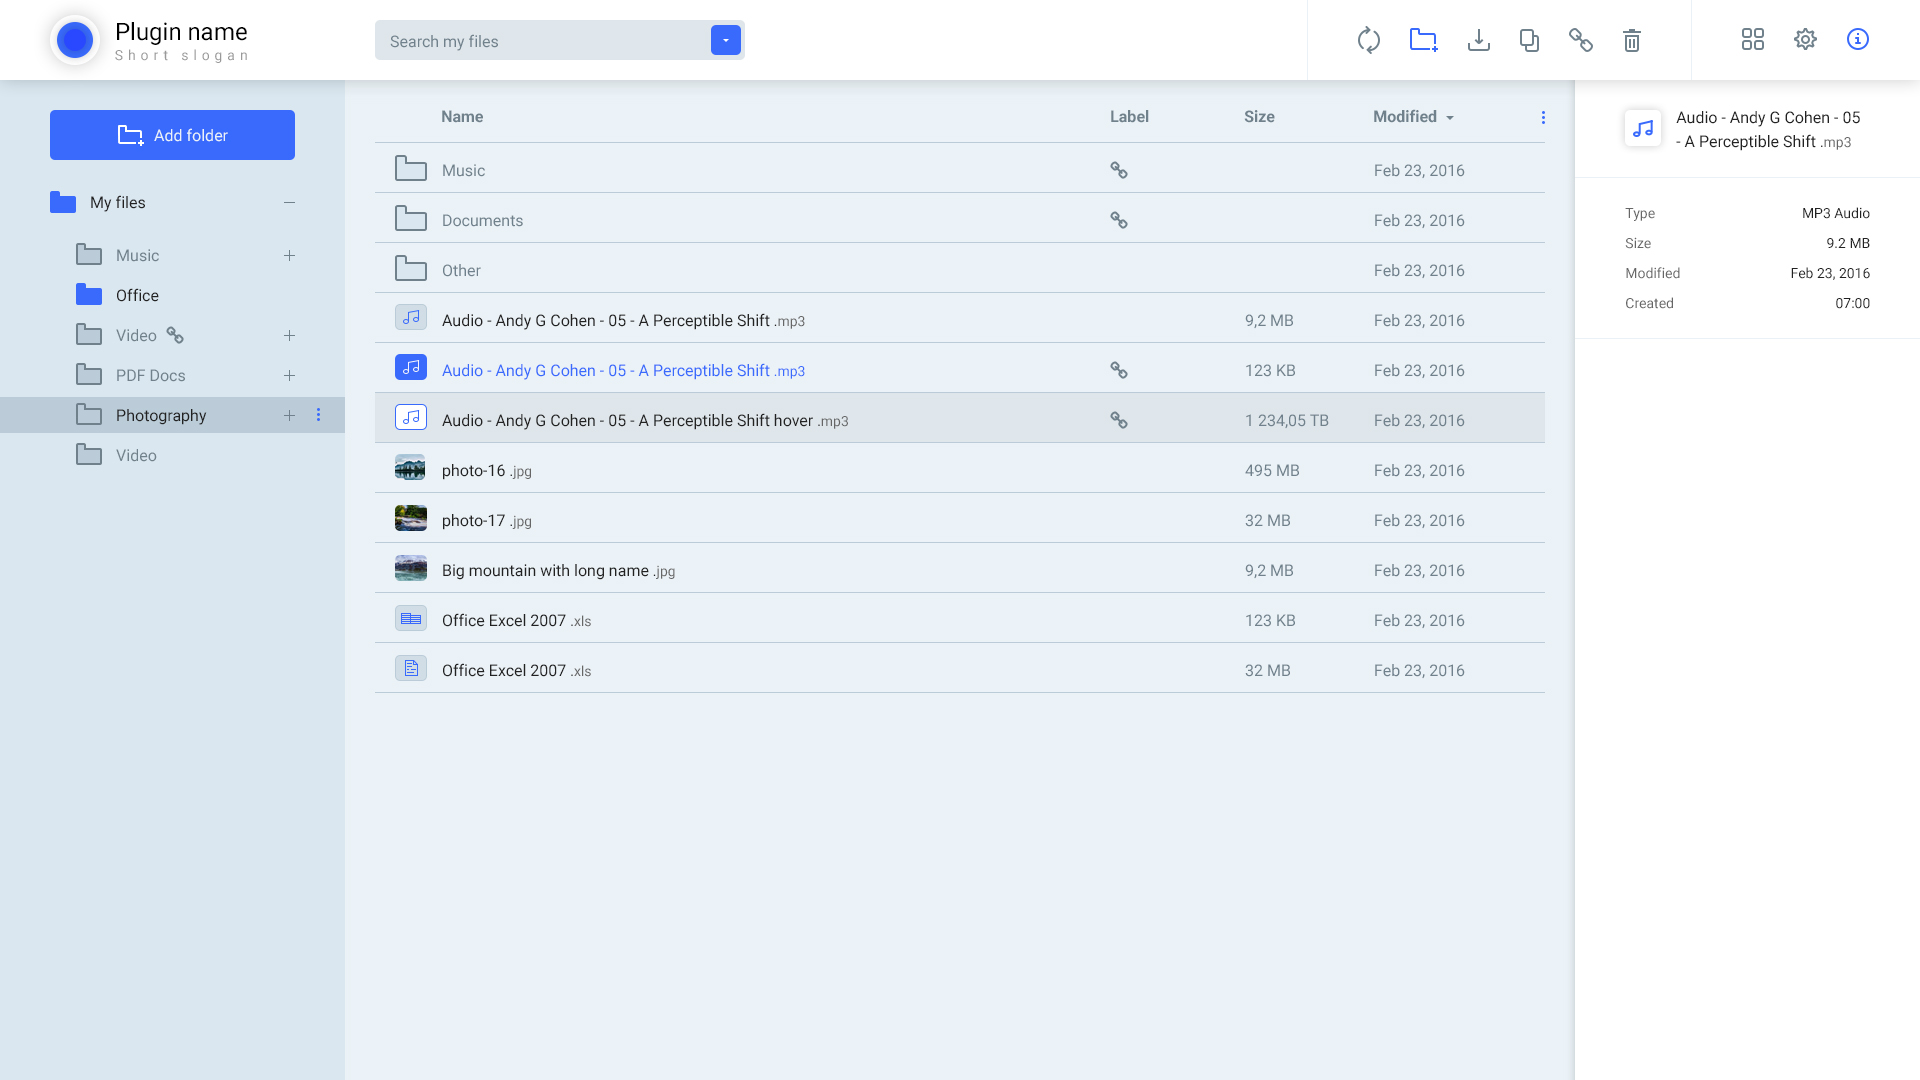 Plugin name
Short slogan
Search my files
Add folder
My files
Music
Office
Video
PDF Docs
Photography
Video
Name Label Size Modified
Music Feb 23, 2016
Documents Feb 23, 2016
Other Feb 23, 2016
Audio - Andy G Cohen - 05 - A Perceptible Shift .mp3 9,2 MB Feb 23, 2016
Audio - Andy G Cohen - 05 - A Perceptible Shift .mp3 123 KB Feb 23, 2016
Audio - Andy G Cohen - 05 - A Perceptible Shift hover .mp3 1 234,05 TB Feb 23, 2016
photo-16 .jpg 495 MB Feb 23, 2016
photo-17 .jpg 32 MB Feb 23, 2016
Big mountain with long name .jpg 9,2 MB Feb 23, 2016
Office Excel 2007 .xls 123 KB Feb 23, 2016
Office Excel 2007 .xls 32 MB Feb 23, 2016
Audio - Andy G Cohen - 05
- A Perceptible Shift .mp3
Type MP3 Audio
Size 9.2 MB
Modified Feb 23, 2016
Created 07:00